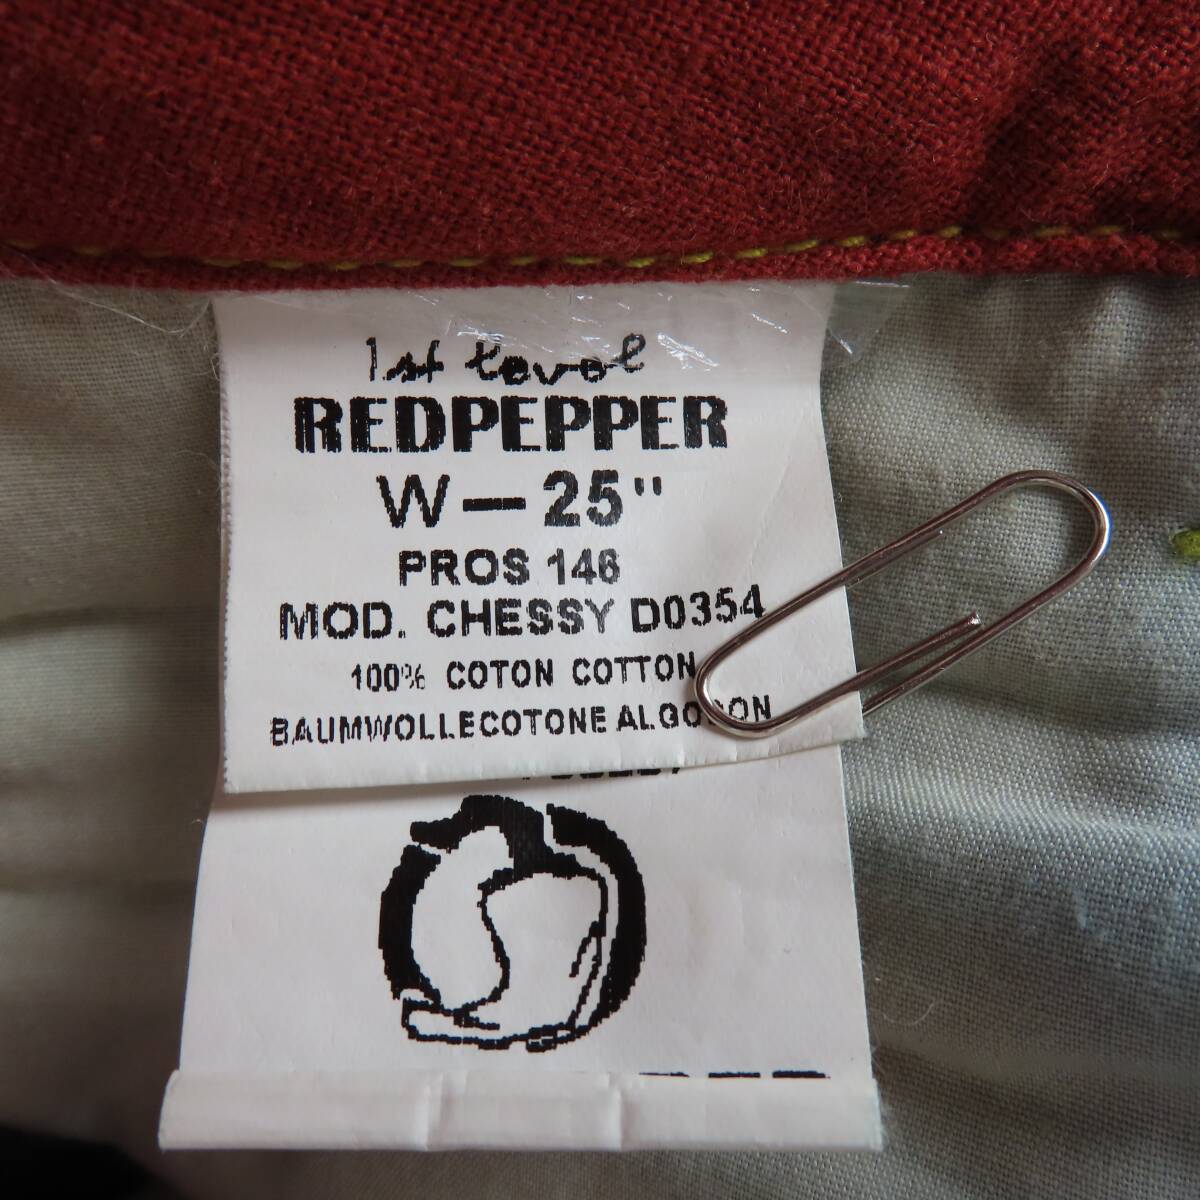 1st level
REDPEPPER
W-25"
PROS 146
MOD. CHESSY D0354
100% COTON COTTON
BAUMWOLLECOTONE ALGODON